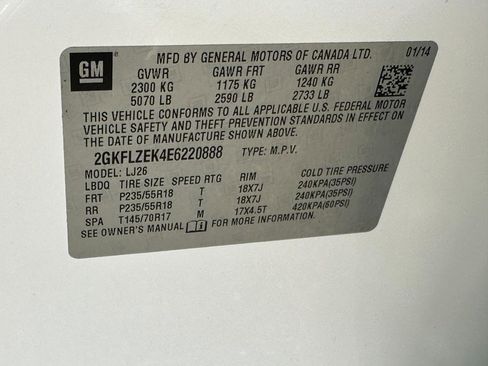 GM
MFD BY GENERAL MOTORS OF CANADA LTD. 01/14
GVWR GAWR FRT GAWR RR
2300 KG 1175 KG 1240 KG
5070 LB 2590 LB 2733 LB
THIS VEHICLE CONFORMS TO ALL APPLICABLE U.S. FEDERAL MOTOR
VEHICLE SAFETY AND THEFT PREVENTION STANDARDS IN EFFECT ON
THE DATE OF MANUFACTURE SHOWN ABOVE.
2GKFLZEK4E6220888 TYPE: M.P.V.
MODEL: LJ26
LBDQ TIRE SIZE SPEED RTG RIM COLD TIRE PRESSURE
FRT P235/55R18 T 18X7J 240KPA(35PSI)
RR P235/55R18 T 18X7J 240KPA(35PSI)
SPA T145/70R17 M 17X4.5T 420KPA(60PSI)
SEE OWNER'S MANUAL FOR MORE INFORMATION.